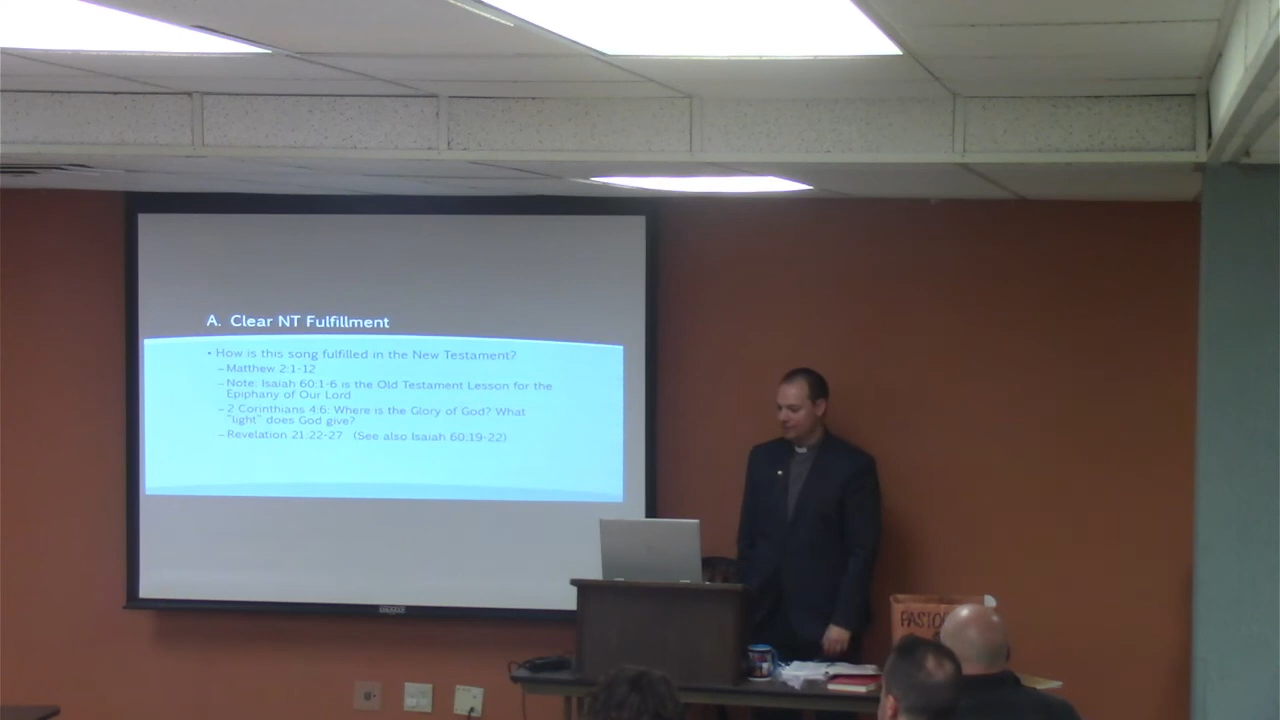 A. Clear NT Fulfillment
• How is this song fulfilled in the New Testament?
– Matthew 2:1-12
– Note: Isaiah 60:1-6 is the Old Testament Lesson for the
Epiphany of Our Lord
– 2 Corinthians 4:6: Where is the Glory of God? What
"light" does God give?
– Revelation 21:22-27 (See also Isaiah 60:19-22)